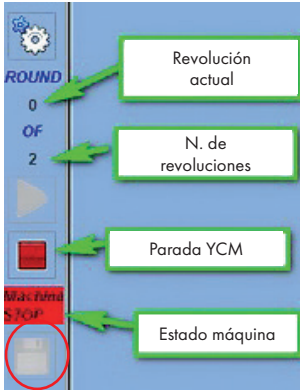 ROUND
0
OF
2
Machine
STOP
Revolución
actual
N. de
revoluciones
Parada YCM
Estado máquina